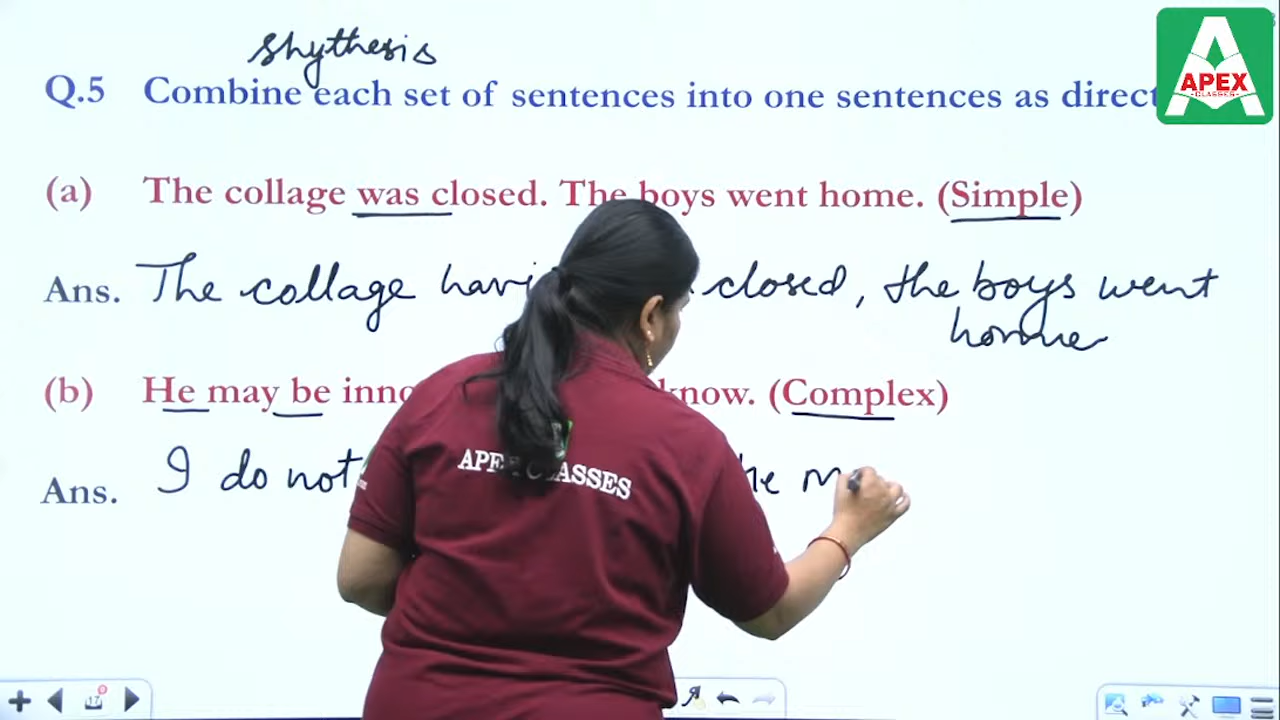 shythesis
Q.5 Combine each set of sentences into one sentences as direct
APEX
CLASSES
(a) The collage was closed. The boys went home. (Simple)
Ans. The collage closed, the boys went
home
(b) He may be know. (Complex)
Ans. I do not he
APEX CLASSES